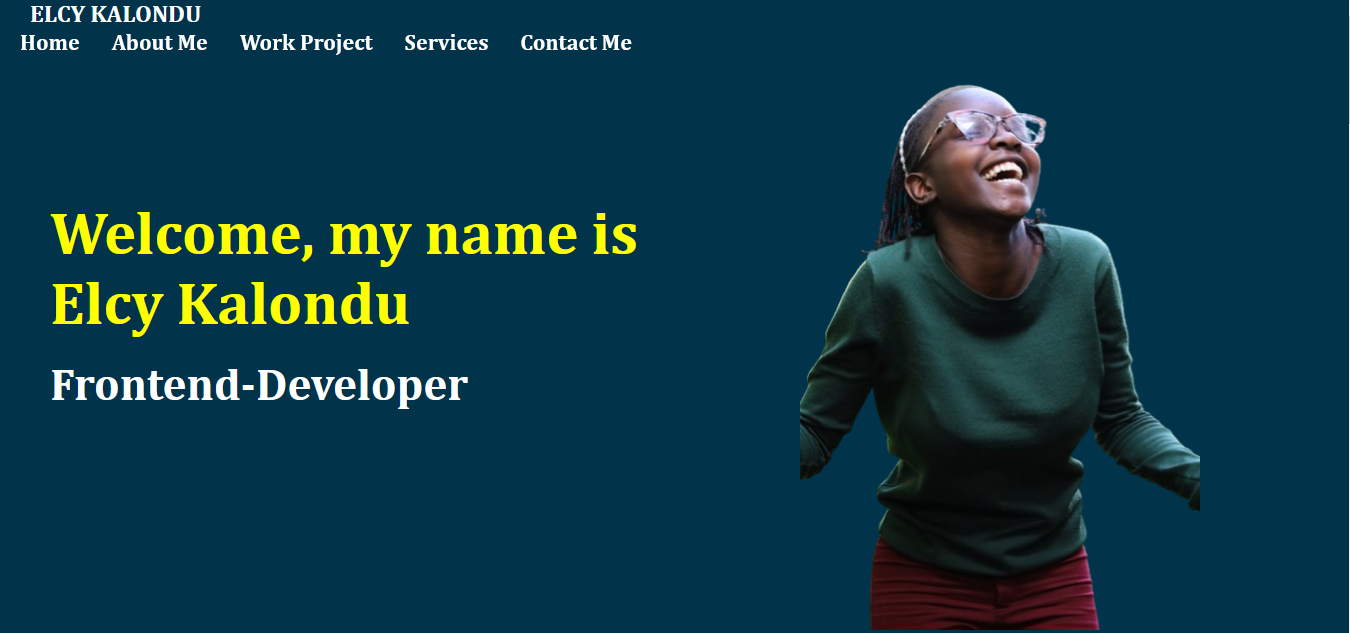 ELCY KALONDU
Home About Me Work Project Services Contact Me
Welcome, my name is
Elcy Kalondu
Frontend-Developer